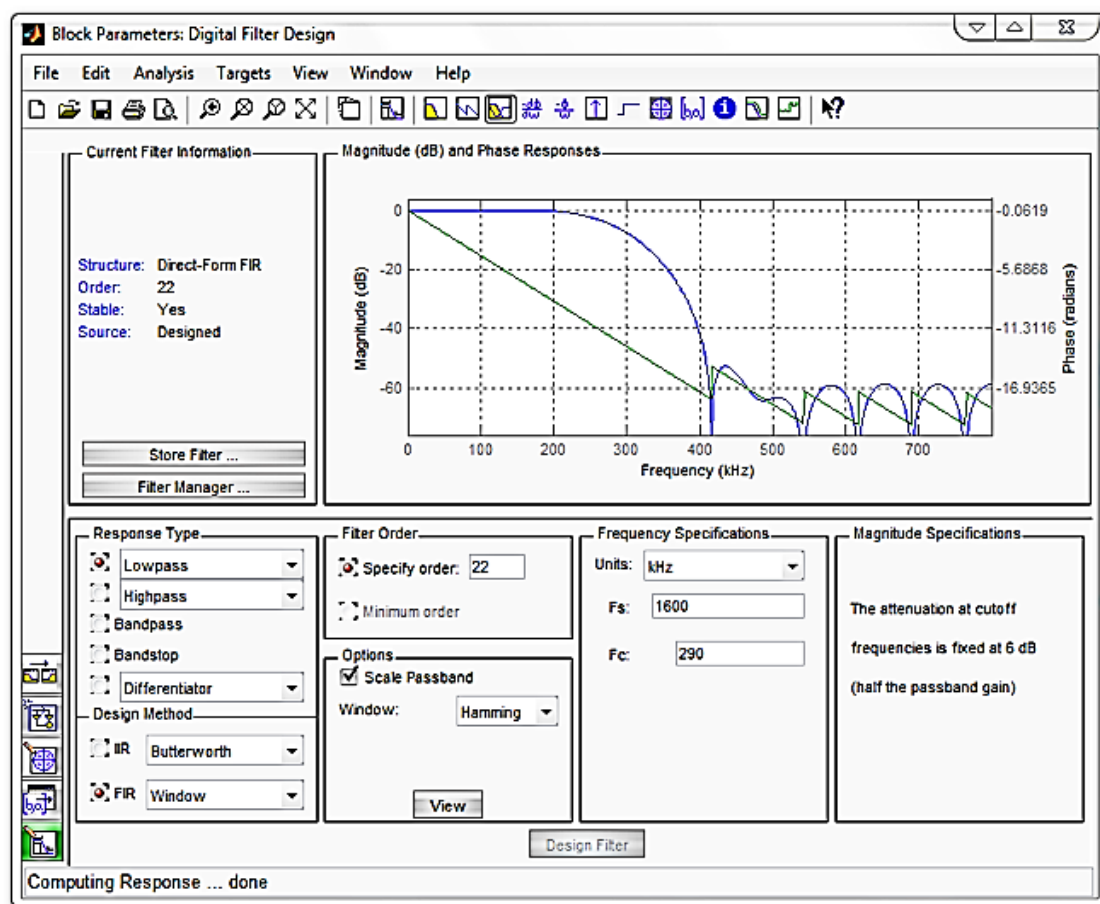 Block Parameters: Digital Filter Design
File Edit Analysis Targets View Window Help
Current Filter Information
Structure: Direct-Form FIR
Order: 22
Stable: Yes
Source: Designed
Store Filter ...
Filter Manager ...
Magnitude (dB) and Phase Responses
Magnitude (dB)
0
-20
-40
-60
0 100 200 300 400 500 600 700
Frequency (kHz)
-0.0619
-5.6868
-11.3116
-16.9365
Phase (radians)
Response Type
Lowpass
Highpass
Bandpass
Bandstop
Differentiator
Design Method
IIR Butterworth
FIR Window
Filter Order
Specify order: 22
Minimum order
Options
Scale Passband
Window: Hamming
View
Frequency Specifications
Units: kHz
Fs: 1600
Fc: 290
Magnitude Specifications
The attenuation at cutoff
frequencies is fixed at 6 dB
(half the passband gain)
Design Filter
Computing Response ... done